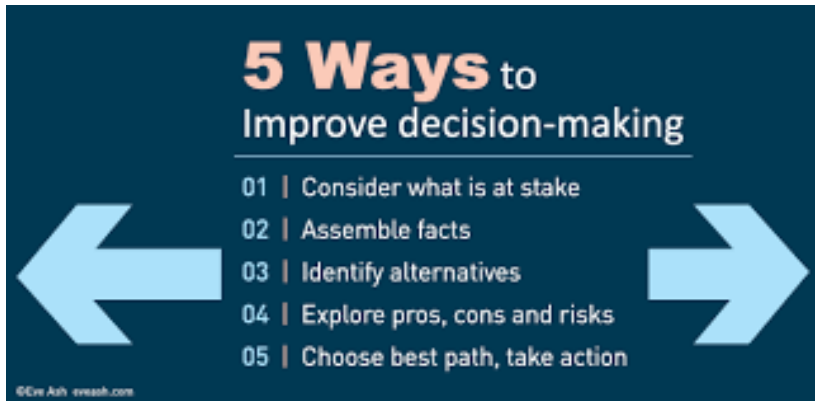 5 Ways to
Improve decision-making
01 | Consider what is at stake
02 | Assemble facts
03 | Identify alternatives
04 | Explore pros, cons and risks
05 | Choose best path, take action
©Eve Ash eveash.com